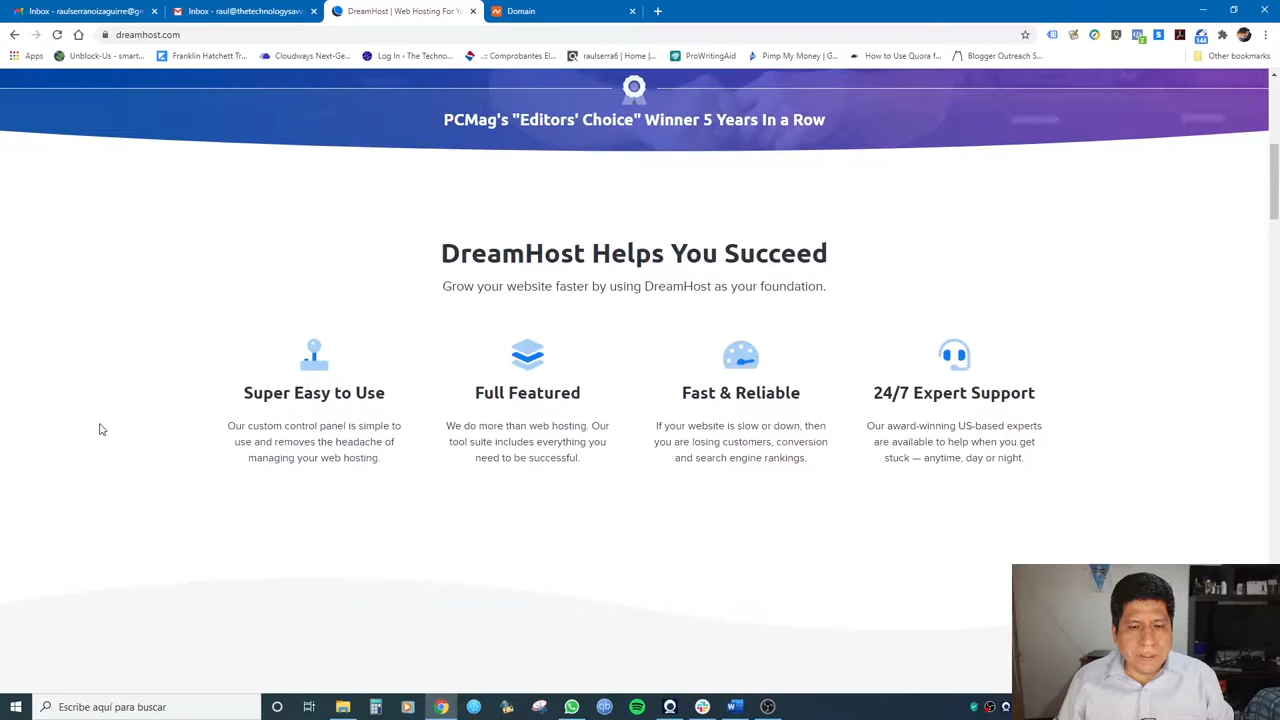 Inbox - raulserranoizaguirre@gm
Inbox - raul@thetechnologysavv
DreamHost | Web Hosting For Yo
Domain
dreamhost.com
Apps
Unblock-Us - smart...
Franklin Hatchett Tr...
Cloudways Next-Ge...
Log In ‹ The Techno...
.::: Comprobantes El...
raulserra6 | Home |...
ProWritingAid
Pimp My Money | G...
How to Use Quora f...
Blogger Outreach S...
Other bookmarks
PCMag's "Editors' Choice" Winner 5 Years In a Row
DreamHost Helps You Succeed
Grow your website faster by using DreamHost as your foundation.
Super Easy to Use
Our custom control panel is simple to
use and removes the headache of
managing your web hosting.
Full Featured
We do more than web hosting. Our
tool suite includes everything you
need to be successful.
Fast & Reliable
If your website is slow or down, then
you are losing customers, conversion
and search engine rankings.
24/7 Expert Support
Our award-winning US-based experts
are available to help when you get
stuck — anytime, day or night.
Escribe aquí para buscar